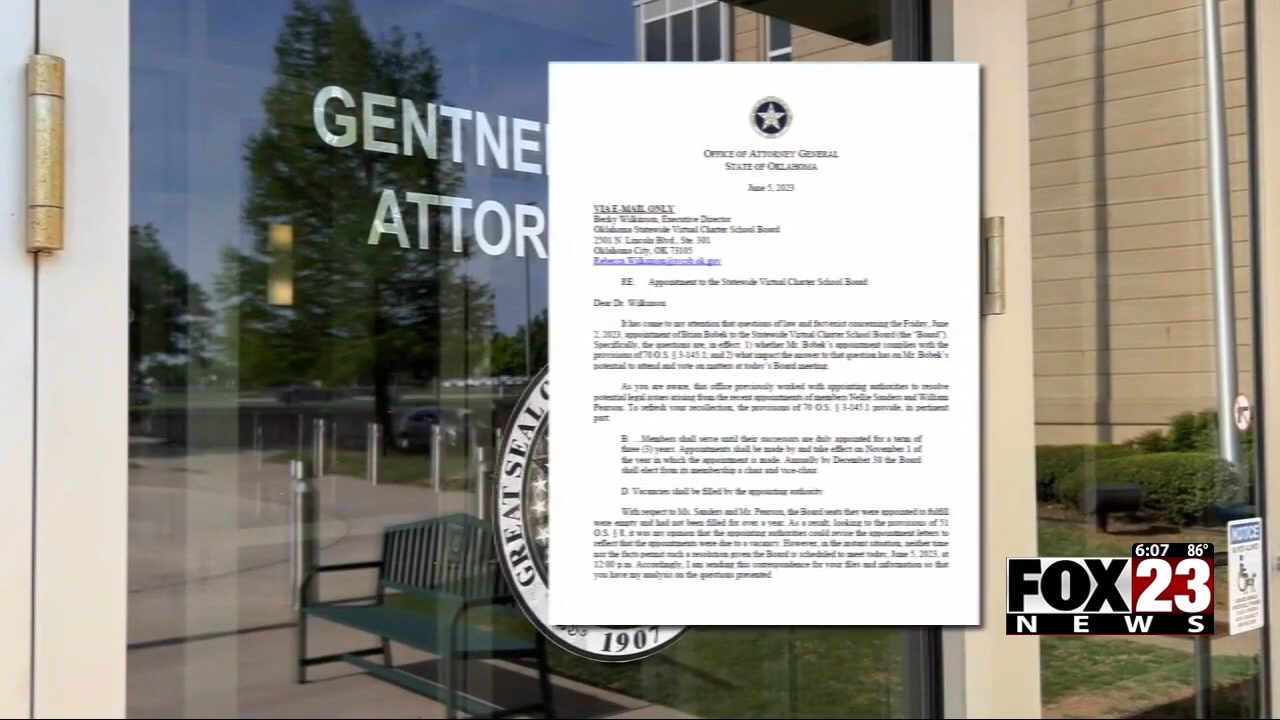 GENTNE
ATTOR
GREAT SEAL O
1907
OFFICE OF ATTORNEY GENERAL
STATE OF OKLAHOMA
June 5, 2023
VIA E-MAIL ONLY
Becky Wilkinson, Executive Director
Oklahoma Statewide Virtual Charter School Board
2501 N. Lincoln Blvd., Ste. 301
Oklahoma City, OK 73105
RE: Appointment to the Statewide Virtual Charter School Board
Dear Dr. Wilkinson
It has come to my attention that questions of law and fact exist concerning the Friday, June
2, 2023, appointment of Brian Bobek to the Statewide Virtual Charter School Board (the "Board").
Specifically, the questions are, in effect: 1) whether Mr. Bobek's appointment complies with the
provisions of 70 O.S. § 3-145.1; and 2) what impact the answer to that question has on Mr. Bobek's
potential to attend and vote on matters at today's Board meeting.
As you are aware, this office previously worked with appointing authorities to resolve
potential legal issues arising from the recent appointments of members Nellie Sanders and William
Pearson. To refresh your recollection, the provisions of 70 O.S. § 3-145.1 provide, in pertinent
part:
B. ...Members shall serve until their successors are duly appointed for a term of
three (3) years. Appointments shall be made by and take effect on November 1 of
the year in which the appointment is made. Annually by December 30 the Board
shall elect from its membership a chair and vice-chair.
D. Vacancies shall be filled by the appointing authority.
With respect to Ms. Sanders and Mr. Pearson, the Board seats they were appointed to fulfill
were empty and had not been filled for over a year. As a result, looking to the provisions of 51
O.S. § 8, it was my opinion that the appointing authorities could revise the appointment letters to
reflect that the appointments were due to a vacancy. However, in the instant situation, neither time
nor the facts permit such a resolution given the Board is scheduled to meet today, June 5, 2023, at
12:00 p.m. Accordingly, I am sending this correspondence for your files and information so that
you have my analysis on the questions presented.
NOTICE
6:07 86°
FOX 23
NEWS